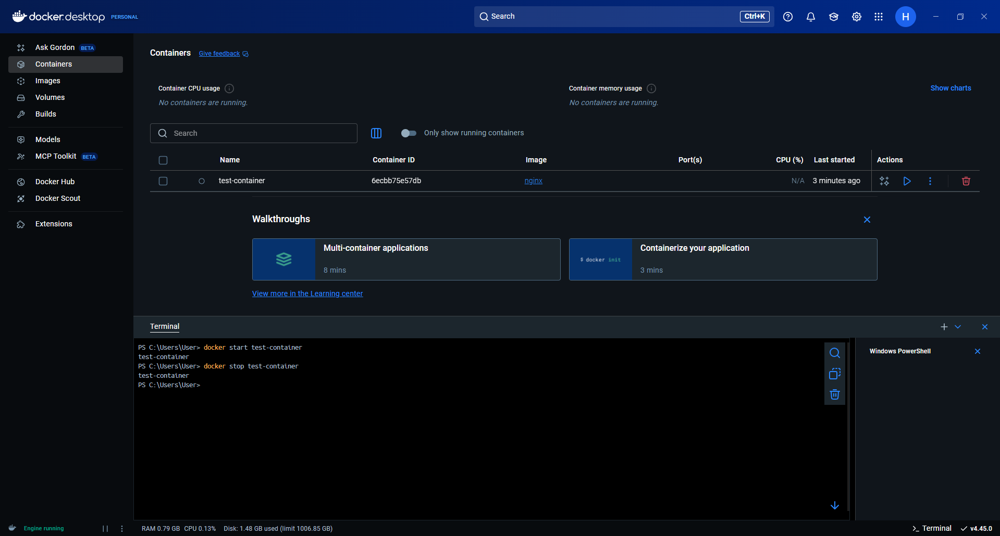 docker.desktop PERSONAL
Search Ctrl+K
H
Ask Gordon BETA
Containers
Images
Volumes
Builds
Models
MCP Toolkit BETA
Docker Hub
Docker Scout
Extensions
Containers Give feedback
Container CPU usage
No containers are running.
Container memory usage
No containers are running.
Show charts
Search
Only show running containers
Name Container ID Image Port(s) CPU (%) Last started Actions
test-container 6ecbb75e57db nginx N/A 3 minutes ago
Walkthroughs
Multi-container applications
8 mins
$ docker init
Containerize your application
3 mins
View more in the Learning center
Terminal
PS C:\Users\User> docker start test-container
test-container
PS C:\Users\User> docker stop test-container
test-container
PS C:\Users\User>
Windows PowerShell
Engine running
RAM 0.79 GB CPU 0.13% Disk: 1.48 GB used (limit 1006.85 GB)
Terminal
v4.45.0